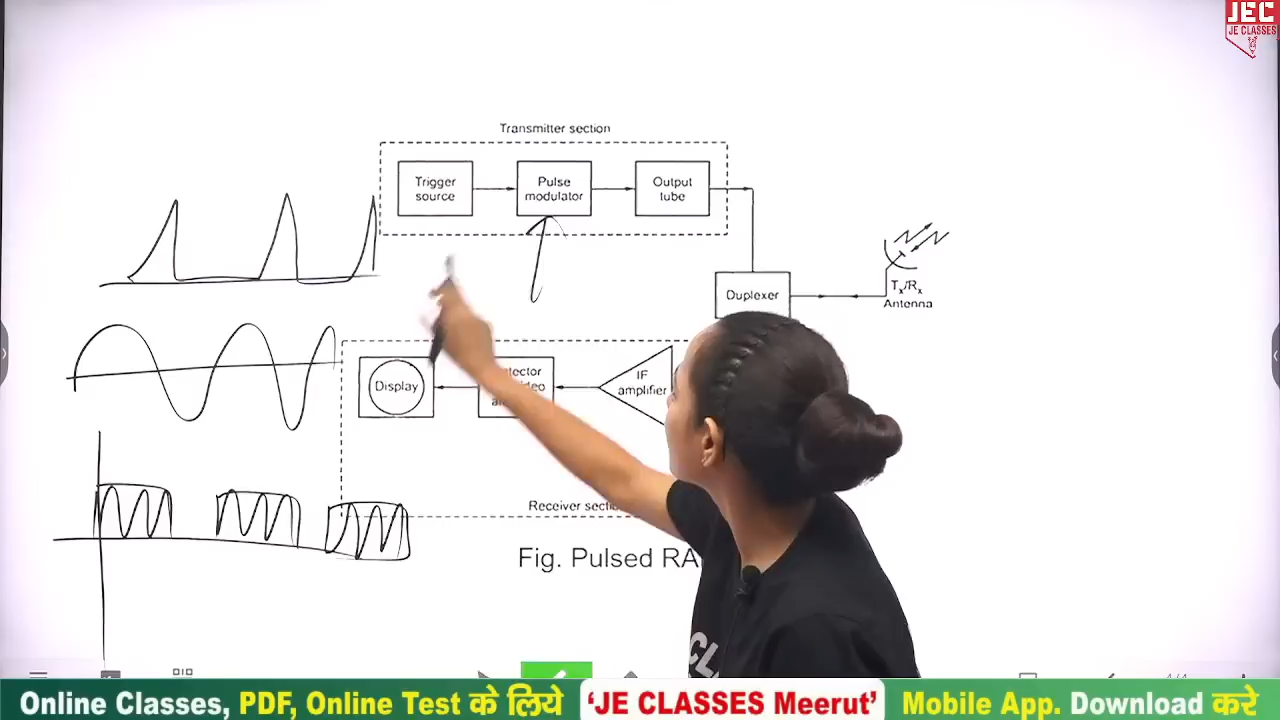 JEC
JE CLASSES
Transmitter section
Trigger
source
Pulse
modulator
Output
tube
Duplexer
Tx/Rx
Antenna
Display
IF
amplifier
Receiver
Fig. Pulsed
Online Classes, PDF, Online Test के लिये 'JE CLASSES Meerut' Mobile App. Download करे